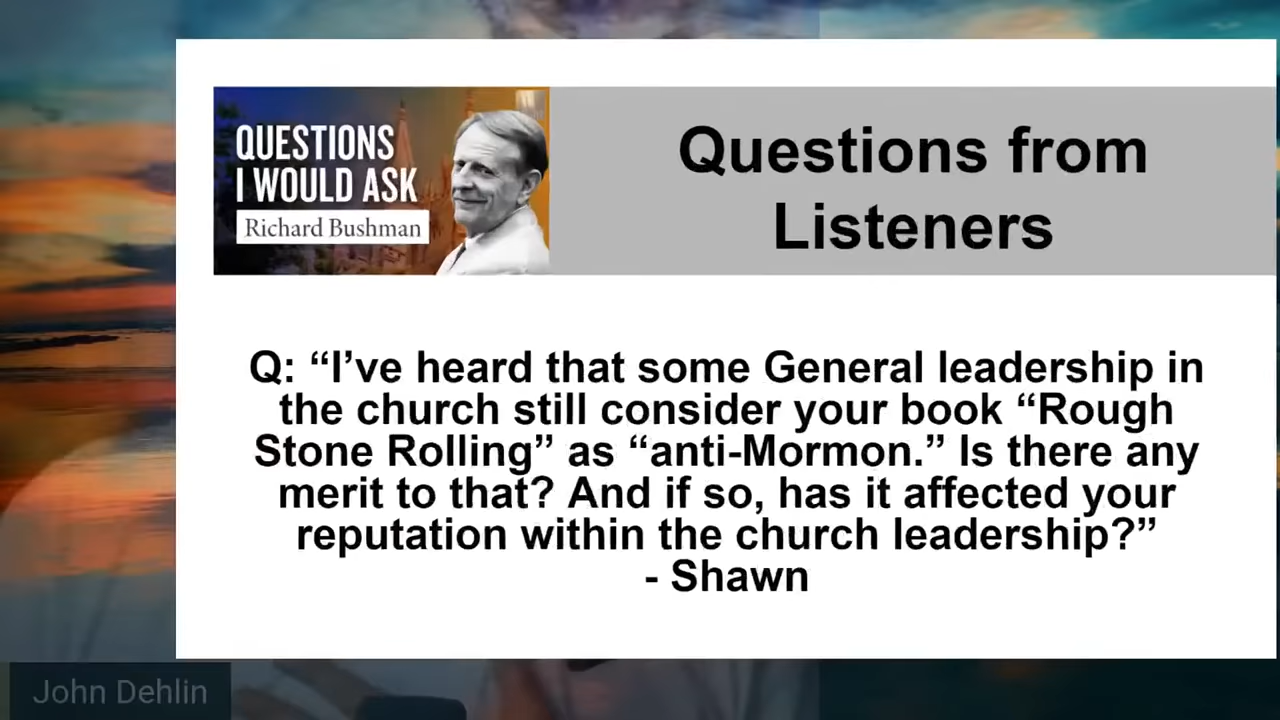 QUESTIONS
I WOULD ASK
Richard Bushman
Questions from
Listeners
Q: “I’ve heard that some General leadership in
the church still consider your book “Rough
Stone Rolling” as “anti-Mormon.” Is there any
merit to that? And if so, has it affected your
reputation within the church leadership?”
- Shawn
John Dehlin